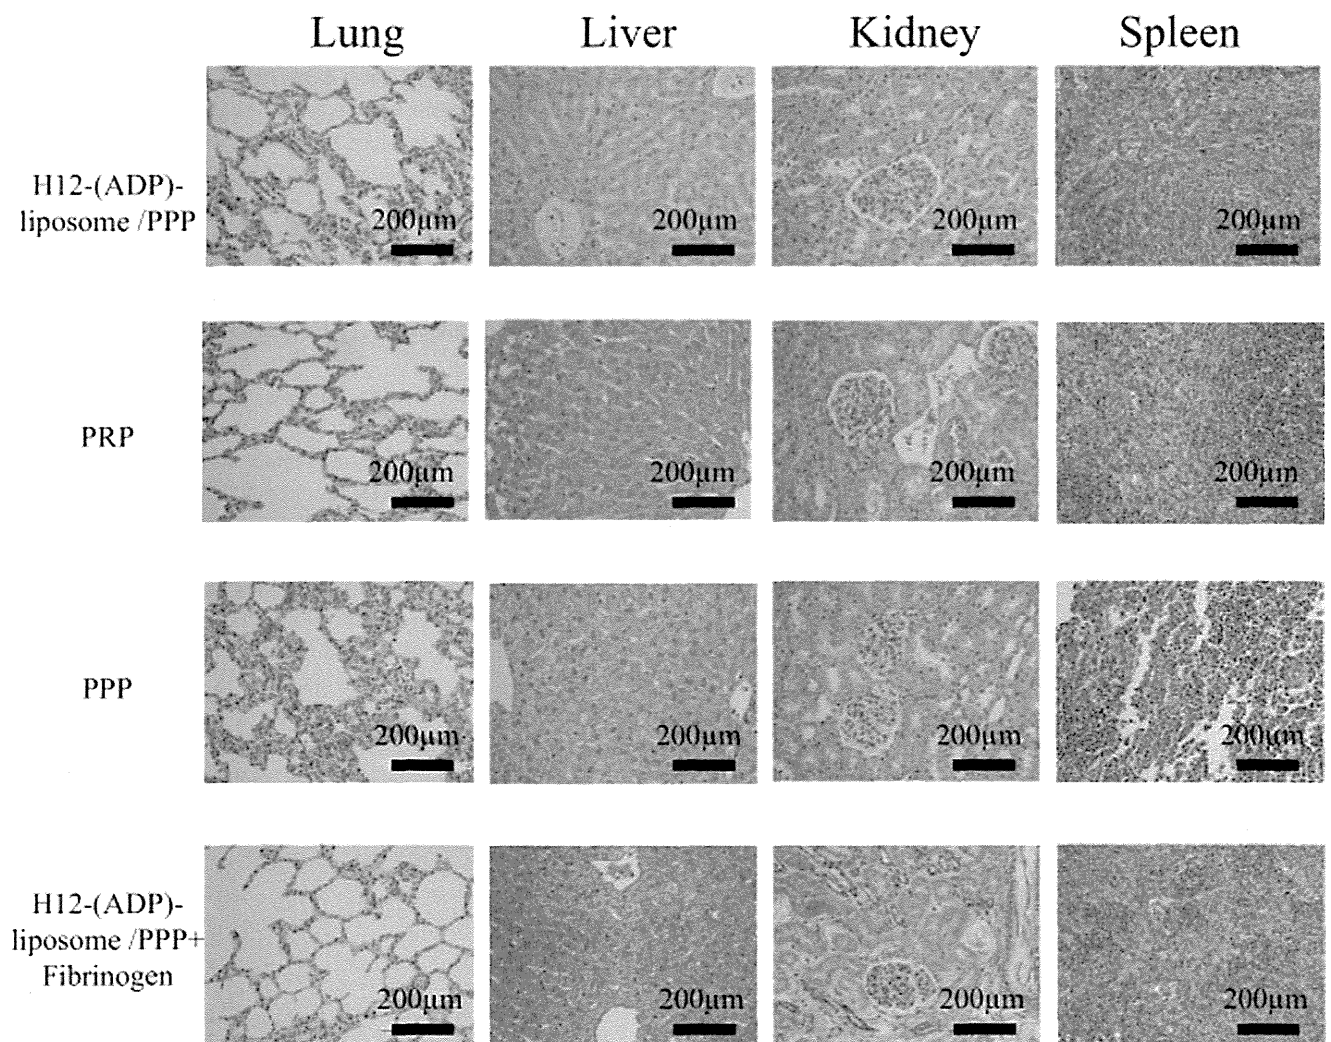 Lung Liver Kidney Spleen
H12-(ADP)-
liposome /PPP
200µm 200µm 200µm 200µm
PRP
200µm 200µm 200µm 200µm
PPP
200µm 200µm 200µm 200µm
H12-(ADP)-
liposome /PPP+
Fibrinogen
200µm 200µm 200µm 200µm